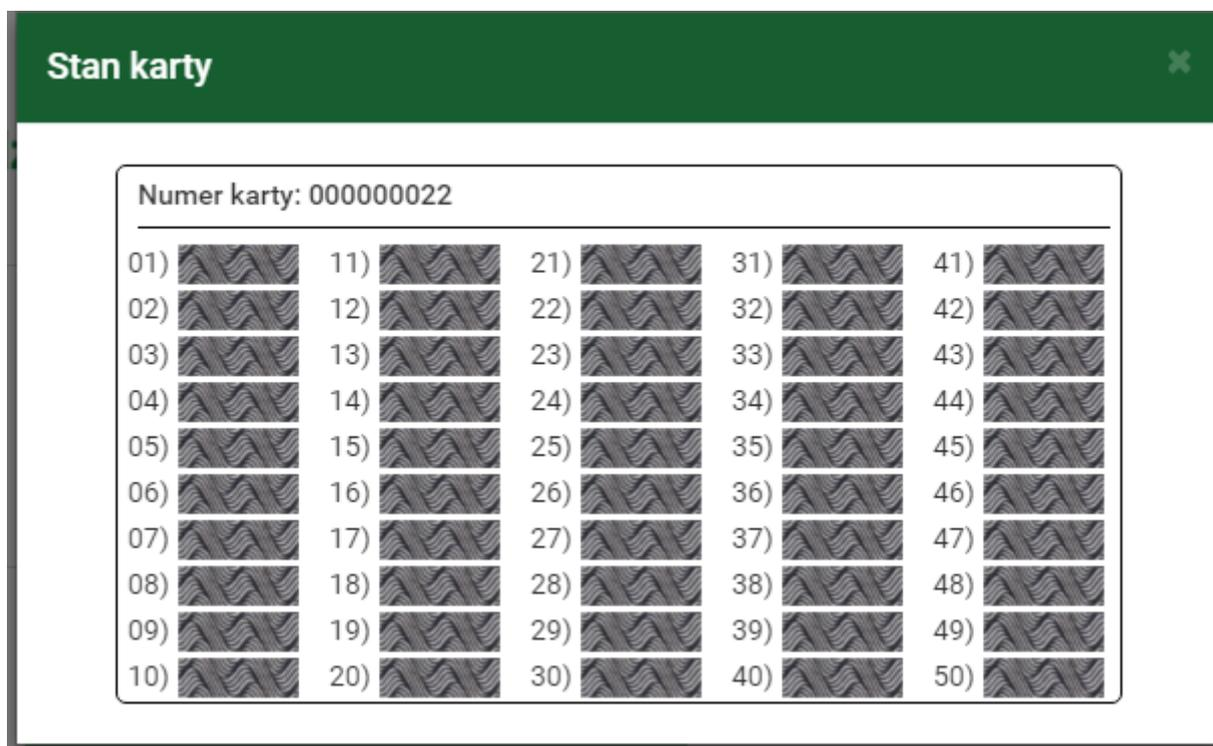 Stan karty
Numer karty: 000000022
01) 11) 21) 31) 41)
02) 12) 22) 32) 42)
03) 13) 23) 33) 43)
04) 14) 24) 34) 44)
05) 15) 25) 35) 45)
06) 16) 26) 36) 46)
07) 17) 27) 37) 47)
08) 18) 28) 38) 48)
09) 19) 29) 39) 49)
10) 20) 30) 40) 50)